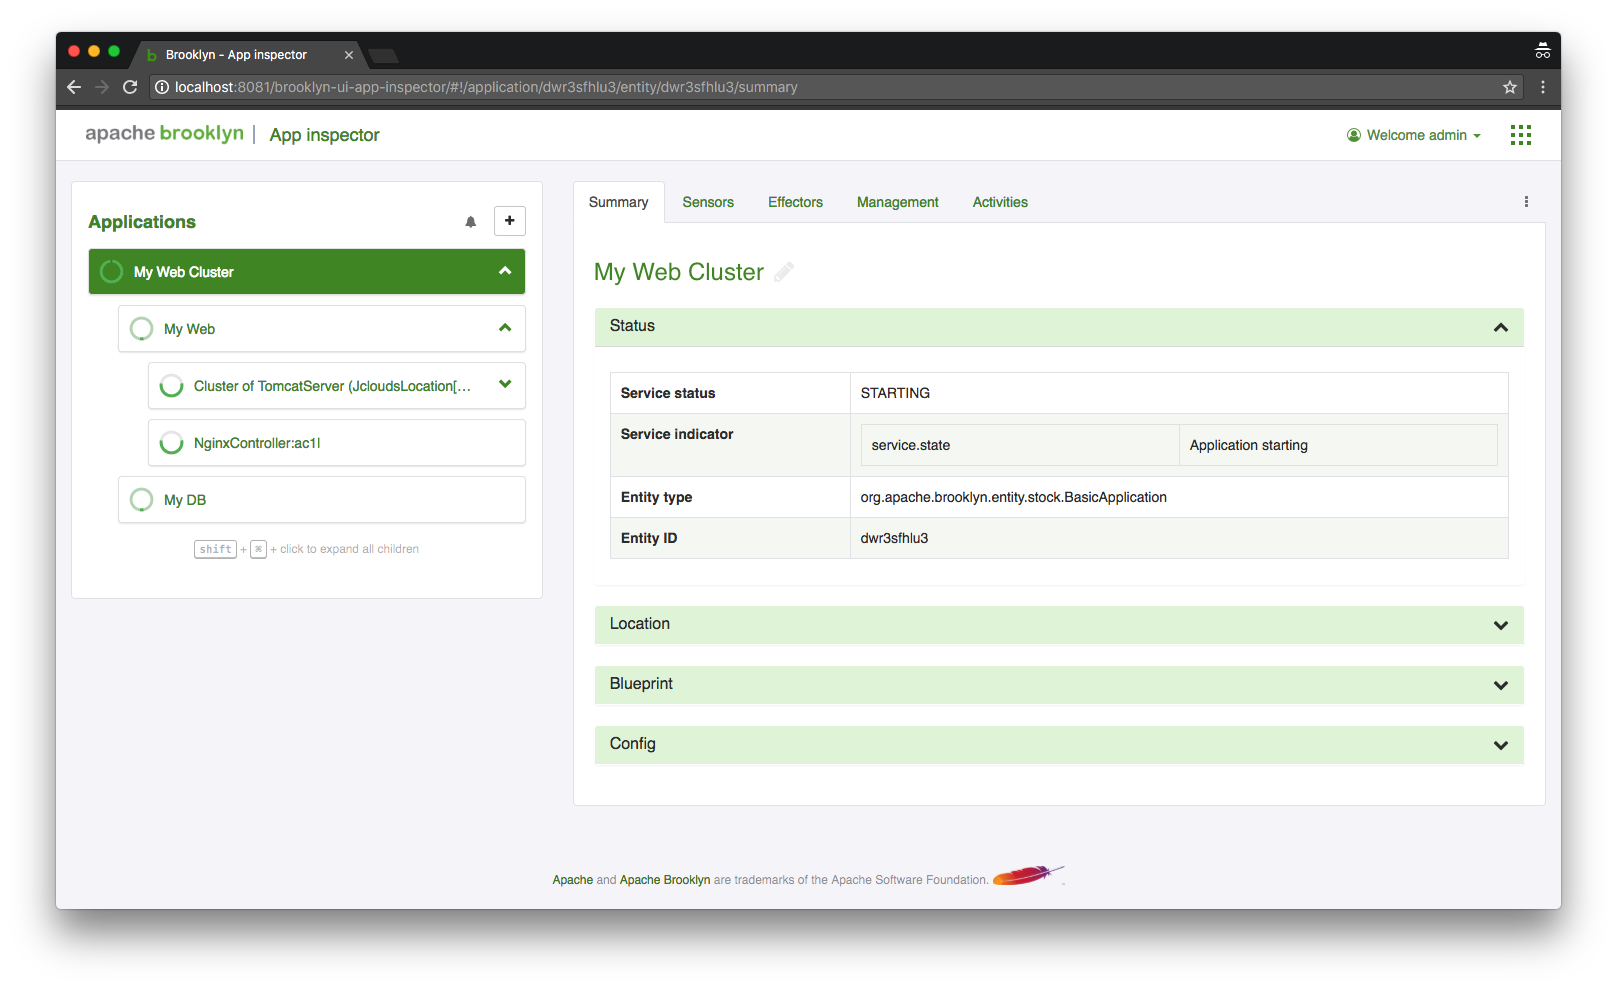 Brooklyn - App inspector
localhost:8081/brooklyn-ui-app-inspector/#!/application/dwr3sfhlu3/entity/dwr3sfhlu3/summary
apache brooklyn | App inspector
Welcome admin
Applications
+
My Web Cluster
My Web
Cluster of TomcatServer (JcloudsLocation[...
NginxController:ac1l
My DB
shift + ⌘ + click to expand all children
Summary Sensors Effectors Management Activities
My Web Cluster
Status
Service status STARTING
Service indicator service.state Application starting
Entity type org.apache.brooklyn.entity.stock.BasicApplication
Entity ID dwr3sfhlu3
Location
Blueprint
Config
Apache and Apache Brooklyn are trademarks of the Apache Software Foundation.